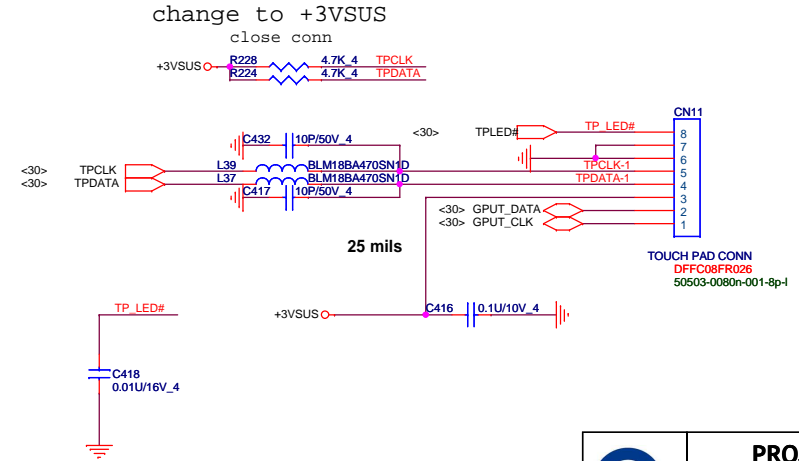 change to +3VSUS
close conn
+3VSUS R228 4.7K_4 TPCLK
R224 4.7K_4 TPDATA
CN11
C432 10P/50V_4 <30> TPLED# TP_LED# 8
7
6
<30> TPCLK L39 BLM18BA470SN1D TPCLK-1 5
<30> TPDATA L37 BLM18BA470SN1D TPDATA-1 4
C417 10P/50V_4 3
<30> GPUT_DATA 2
<30> GPUT_CLK 1
25 mils
TOUCH PAD CONN
DFFC08FR026
50503-0080n-001-8p-l
TP_LED# +3VSUS C416 0.1U/10V_4
C418
0.01U/16V_4